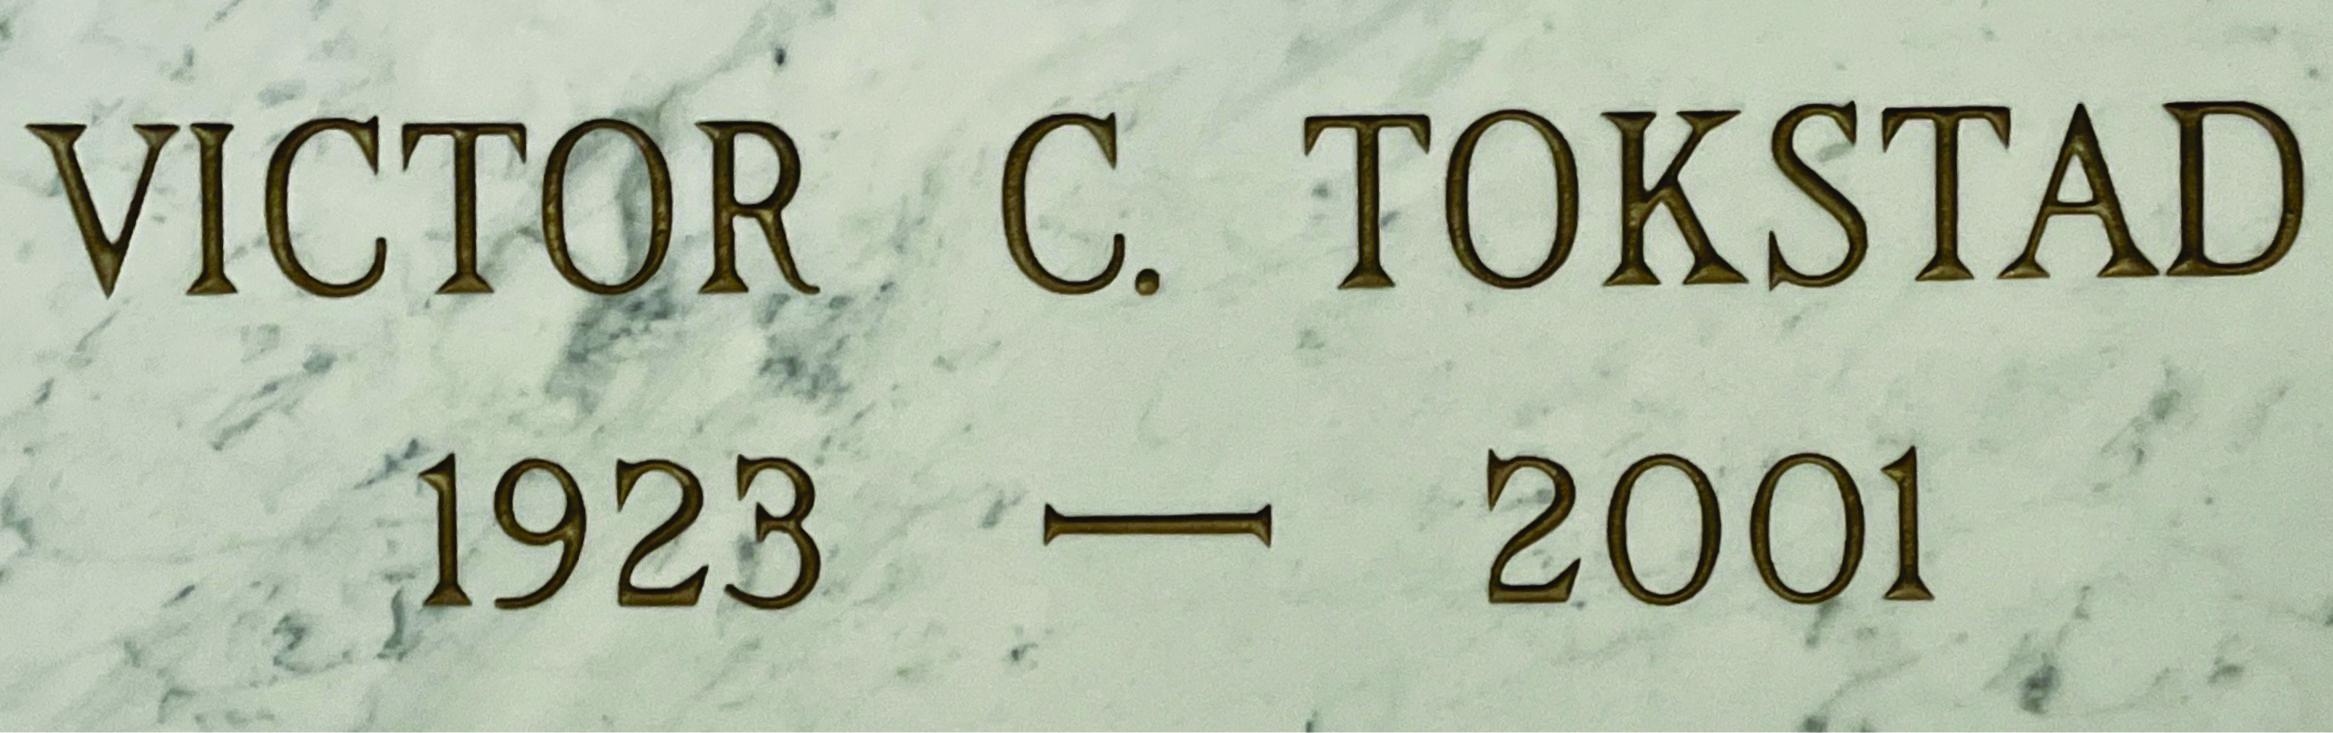 VICTOR C. TOKSTAD
1923 — 2001